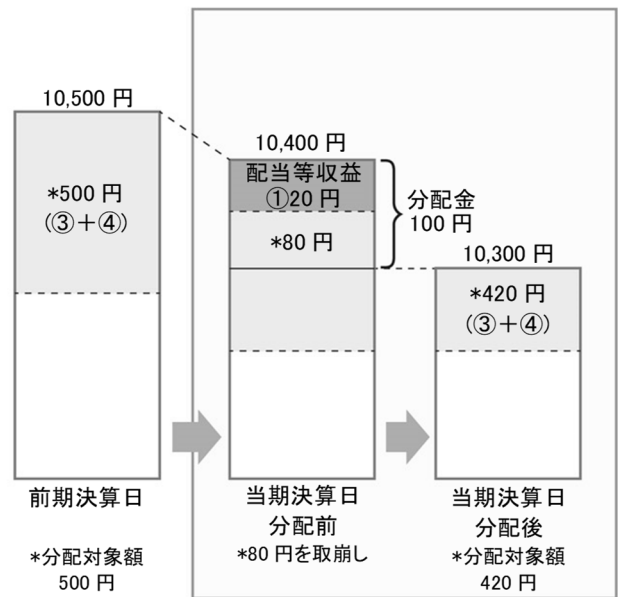 10,500 円
*500 円
(③+④)
前期決算日
*分配対象額
500 円
10,400 円
配当等収益
①20 円
*80 円
分配金
100 円
当期決算日
分配前
*80 円を取崩し
10,300 円
*420 円
(③+④)
当期決算日
分配後
*分配対象額
420 円